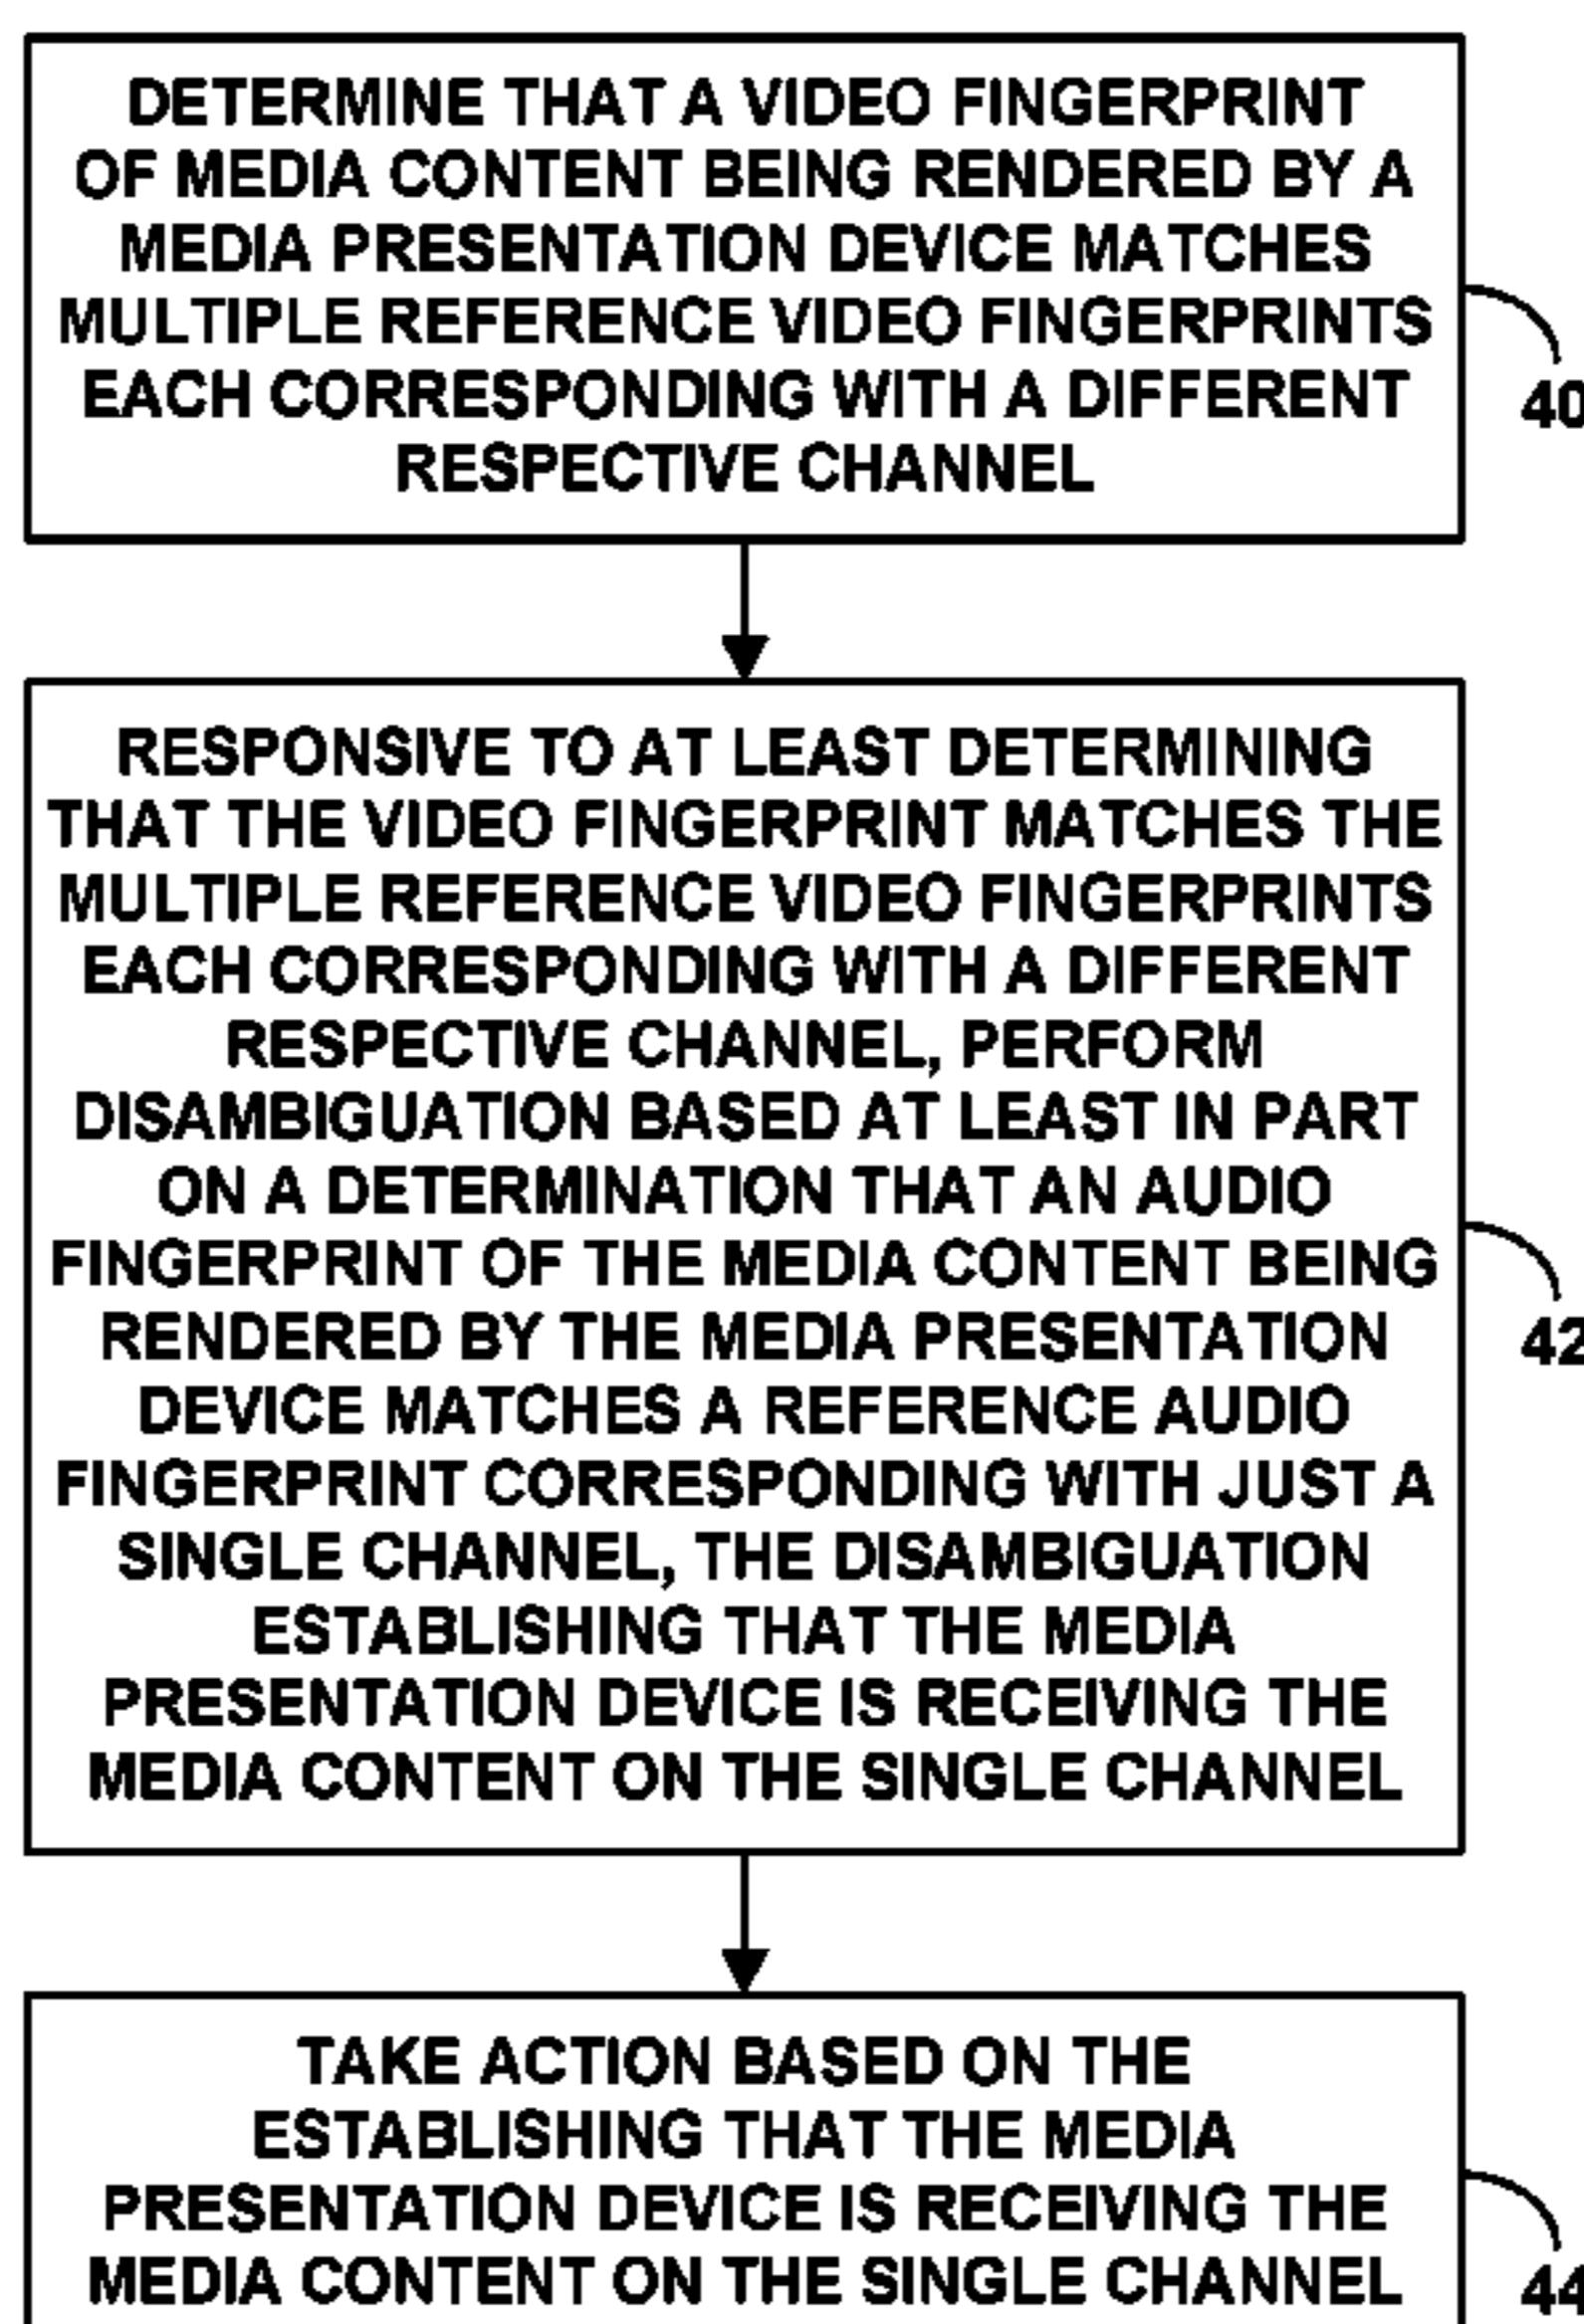 DETERMINE THAT A VIDEO FINGERPRINT
OF MEDIA CONTENT BEING RENDERED BY A
MEDIA PRESENTATION DEVICE MATCHES
MULTIPLE REFERENCE VIDEO FINGERPRINTS
EACH CORRESPONDING WITH A DIFFERENT
RESPECTIVE CHANNEL
40
RESPONSIVE TO AT LEAST DETERMINING
THAT THE VIDEO FINGERPRINT MATCHES THE
MULTIPLE REFERENCE VIDEO FINGERPRINTS
EACH CORRESPONDING WITH A DIFFERENT
RESPECTIVE CHANNEL, PERFORM
DISAMBIGUATION BASED AT LEAST IN PART
ON A DETERMINATION THAT AN AUDIO
FINGERPRINT OF THE MEDIA CONTENT BEING
RENDERED BY THE MEDIA PRESENTATION
DEVICE MATCHES A REFERENCE AUDIO
FINGERPRINT CORRESPONDING WITH JUST A
SINGLE CHANNEL, THE DISAMBIGUATION
ESTABLISHING THAT THE MEDIA
PRESENTATION DEVICE IS RECEIVING THE
MEDIA CONTENT ON THE SINGLE CHANNEL
42
TAKE ACTION BASED ON THE
ESTABLISHING THAT THE MEDIA
PRESENTATION DEVICE IS RECEIVING THE
MEDIA CONTENT ON THE SINGLE CHANNEL
44